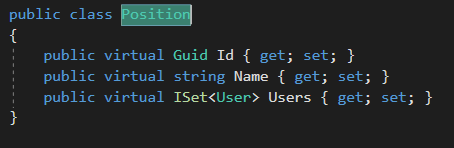 public class Position
{
public virtual Guid Id { get; set; }
public virtual string Name { get; set; }
public virtual ISet<User> Users { get; set; }
}